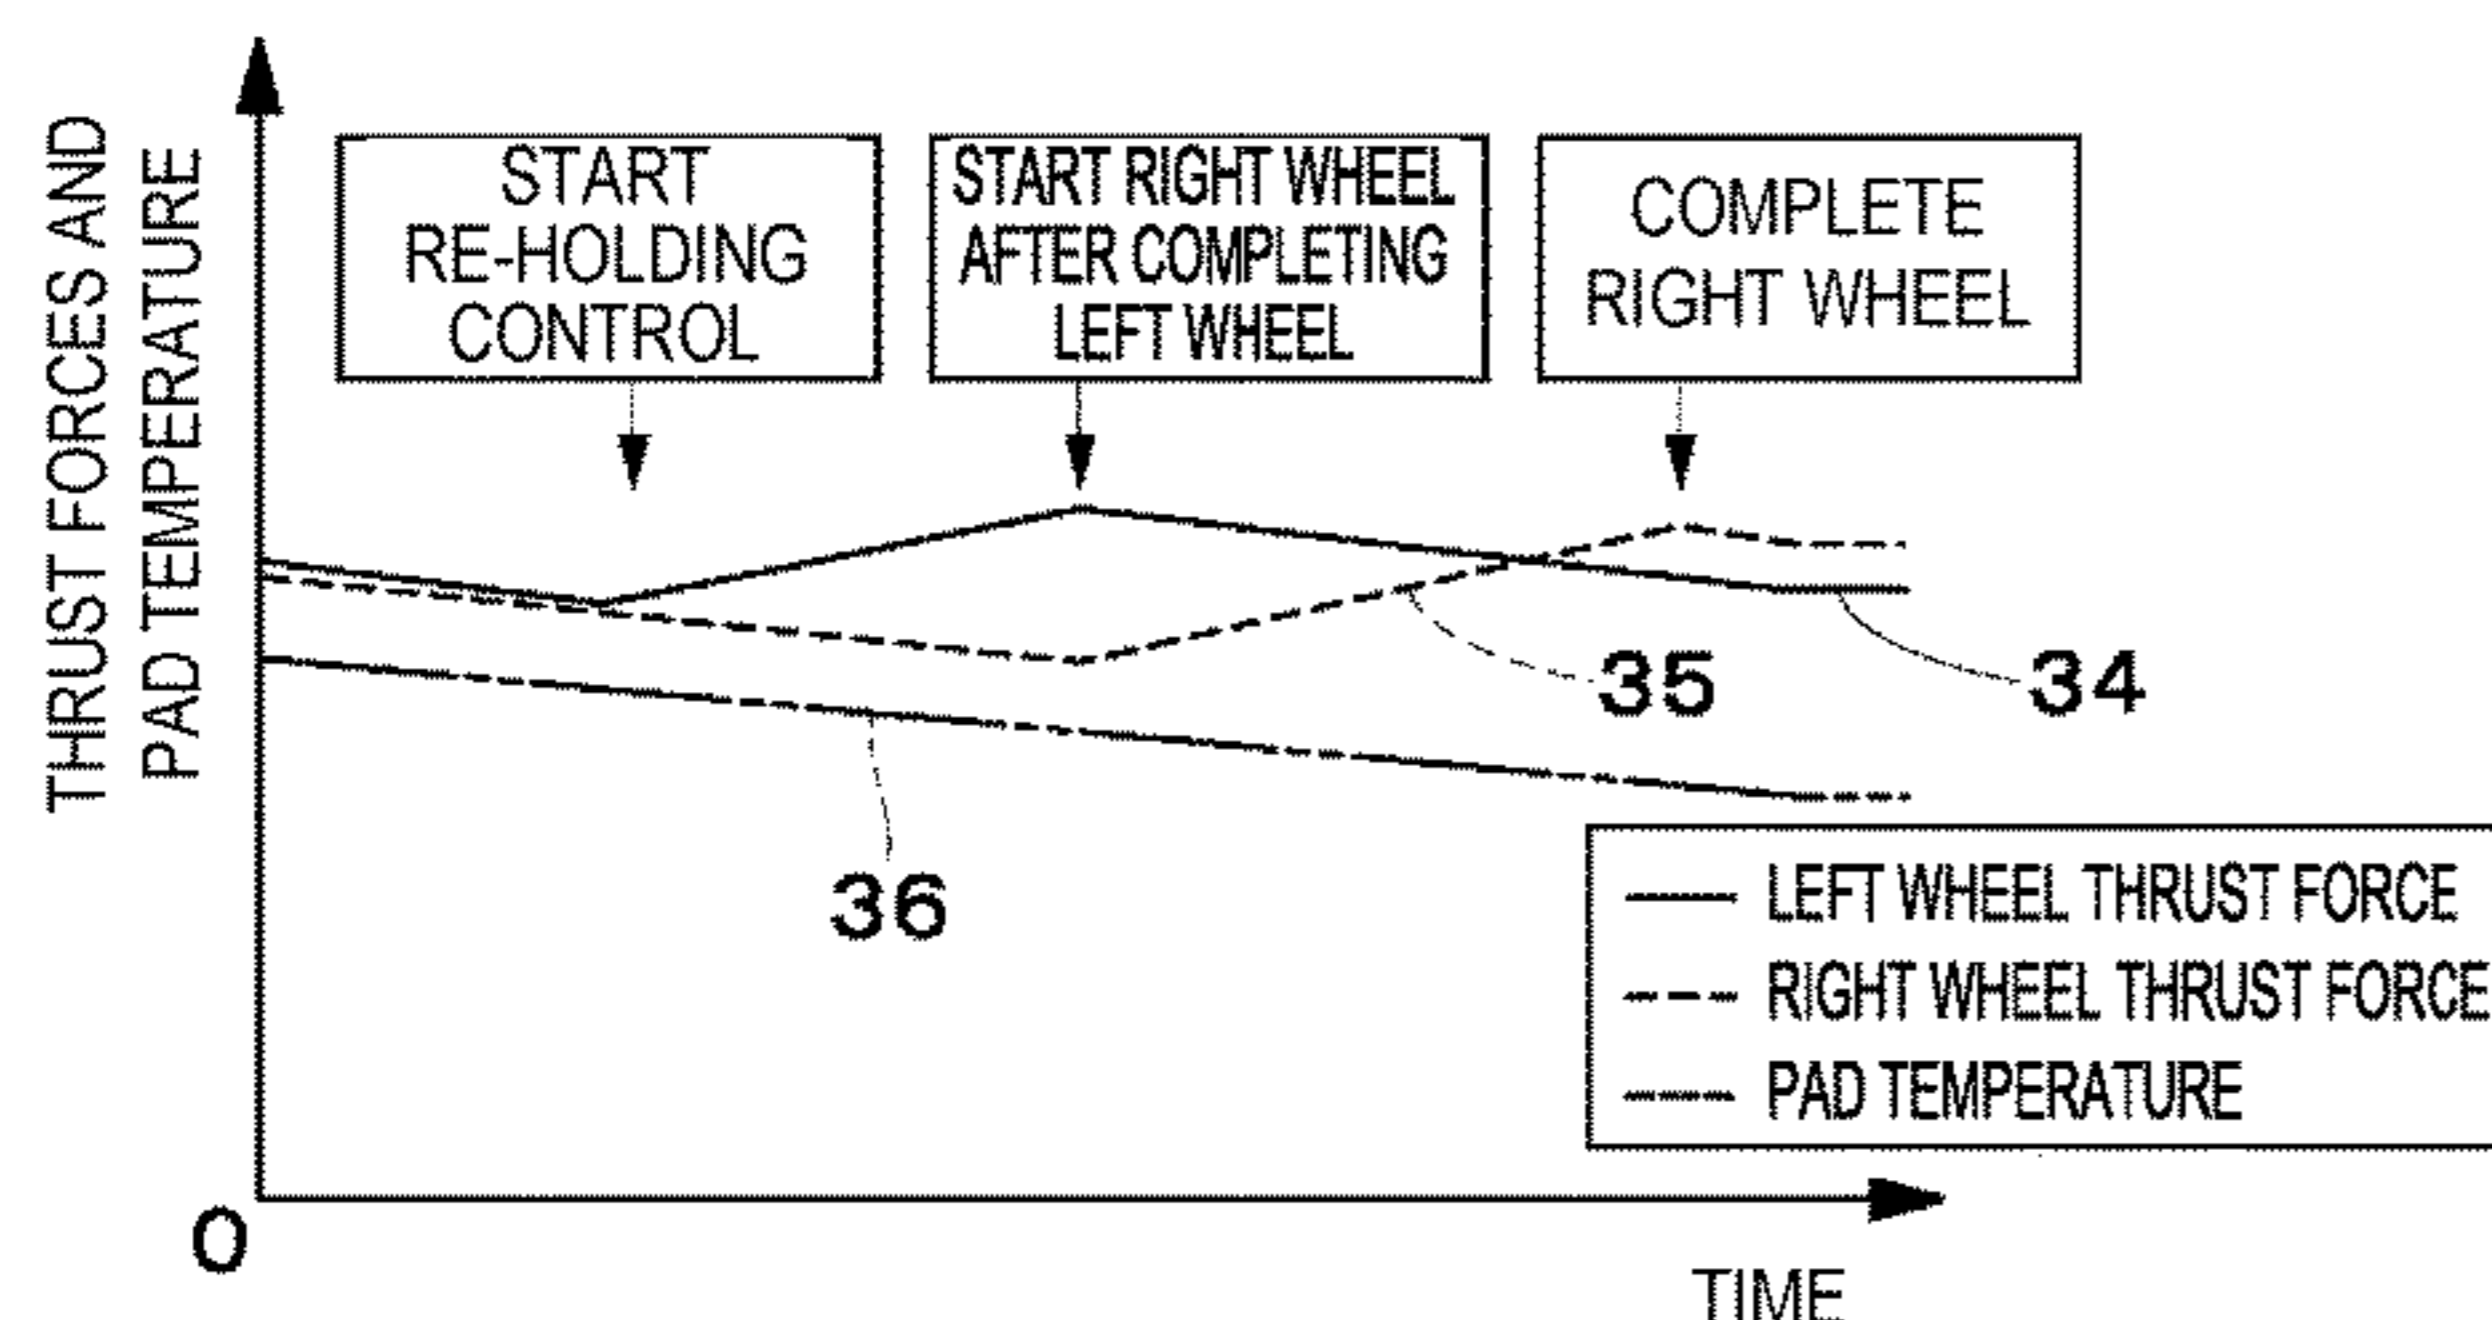 THRUST FORCES AND
PAD TEMPERATURE
START
RE-HOLDING
CONTROL
START RIGHT WHEEL
AFTER COMPLETING
LEFT WHEEL
COMPLETE
RIGHT WHEEL
35
34
36
LEFT WHEEL THRUST FORCE
RIGHT WHEEL THRUST FORCE
PAD TEMPERATURE
0
TIME